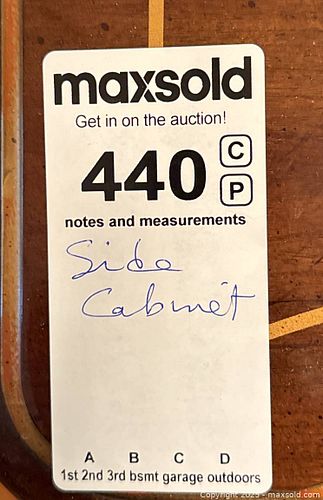 maxsold
Get in on the auction!
440 C P
notes and measurements
Side
Cabinet
A B C D
1st 2nd 3rd bsmt garage outdoors
Copyright 2025 - maxsold.com